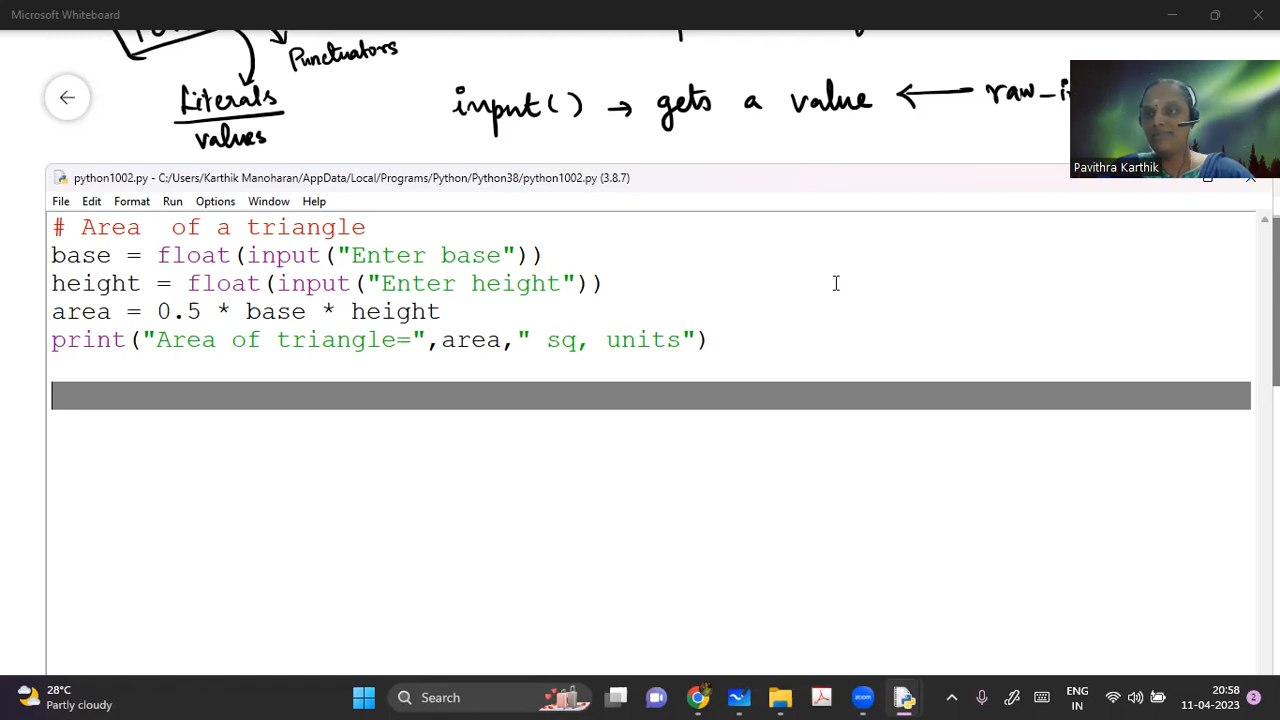 Microsoft Whiteboard
Punctuators
Literals
values
input() → gets a value ←
Pavithra Karthik
python1002.py - C:/Users/Karthik Manoharan/AppData/Local/Programs/Python/Python38/python1002.py (3.8.7)
File Edit Format Run Options Window Help
# Area  of a triangle
base = float(input("Enter base"))
height = float(input("Enter height"))
area = 0.5 * base * height
print("Area of triangle=",area," sq, units")
28°C
Partly cloudy
Search
ENG
IN
20:58
11-04-2023
2